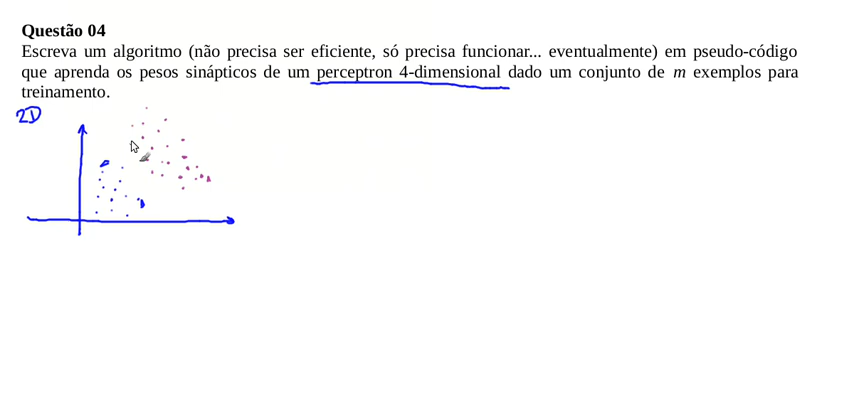 Questão 04
Escreva um algoritmo (não precisa ser eficiente, só precisa funcionar... eventualmente) em pseudo-código
que aprenda os pesos sinápticos de um perceptron 4-dimensional dado um conjunto de m exemplos para
treinamento.
2D